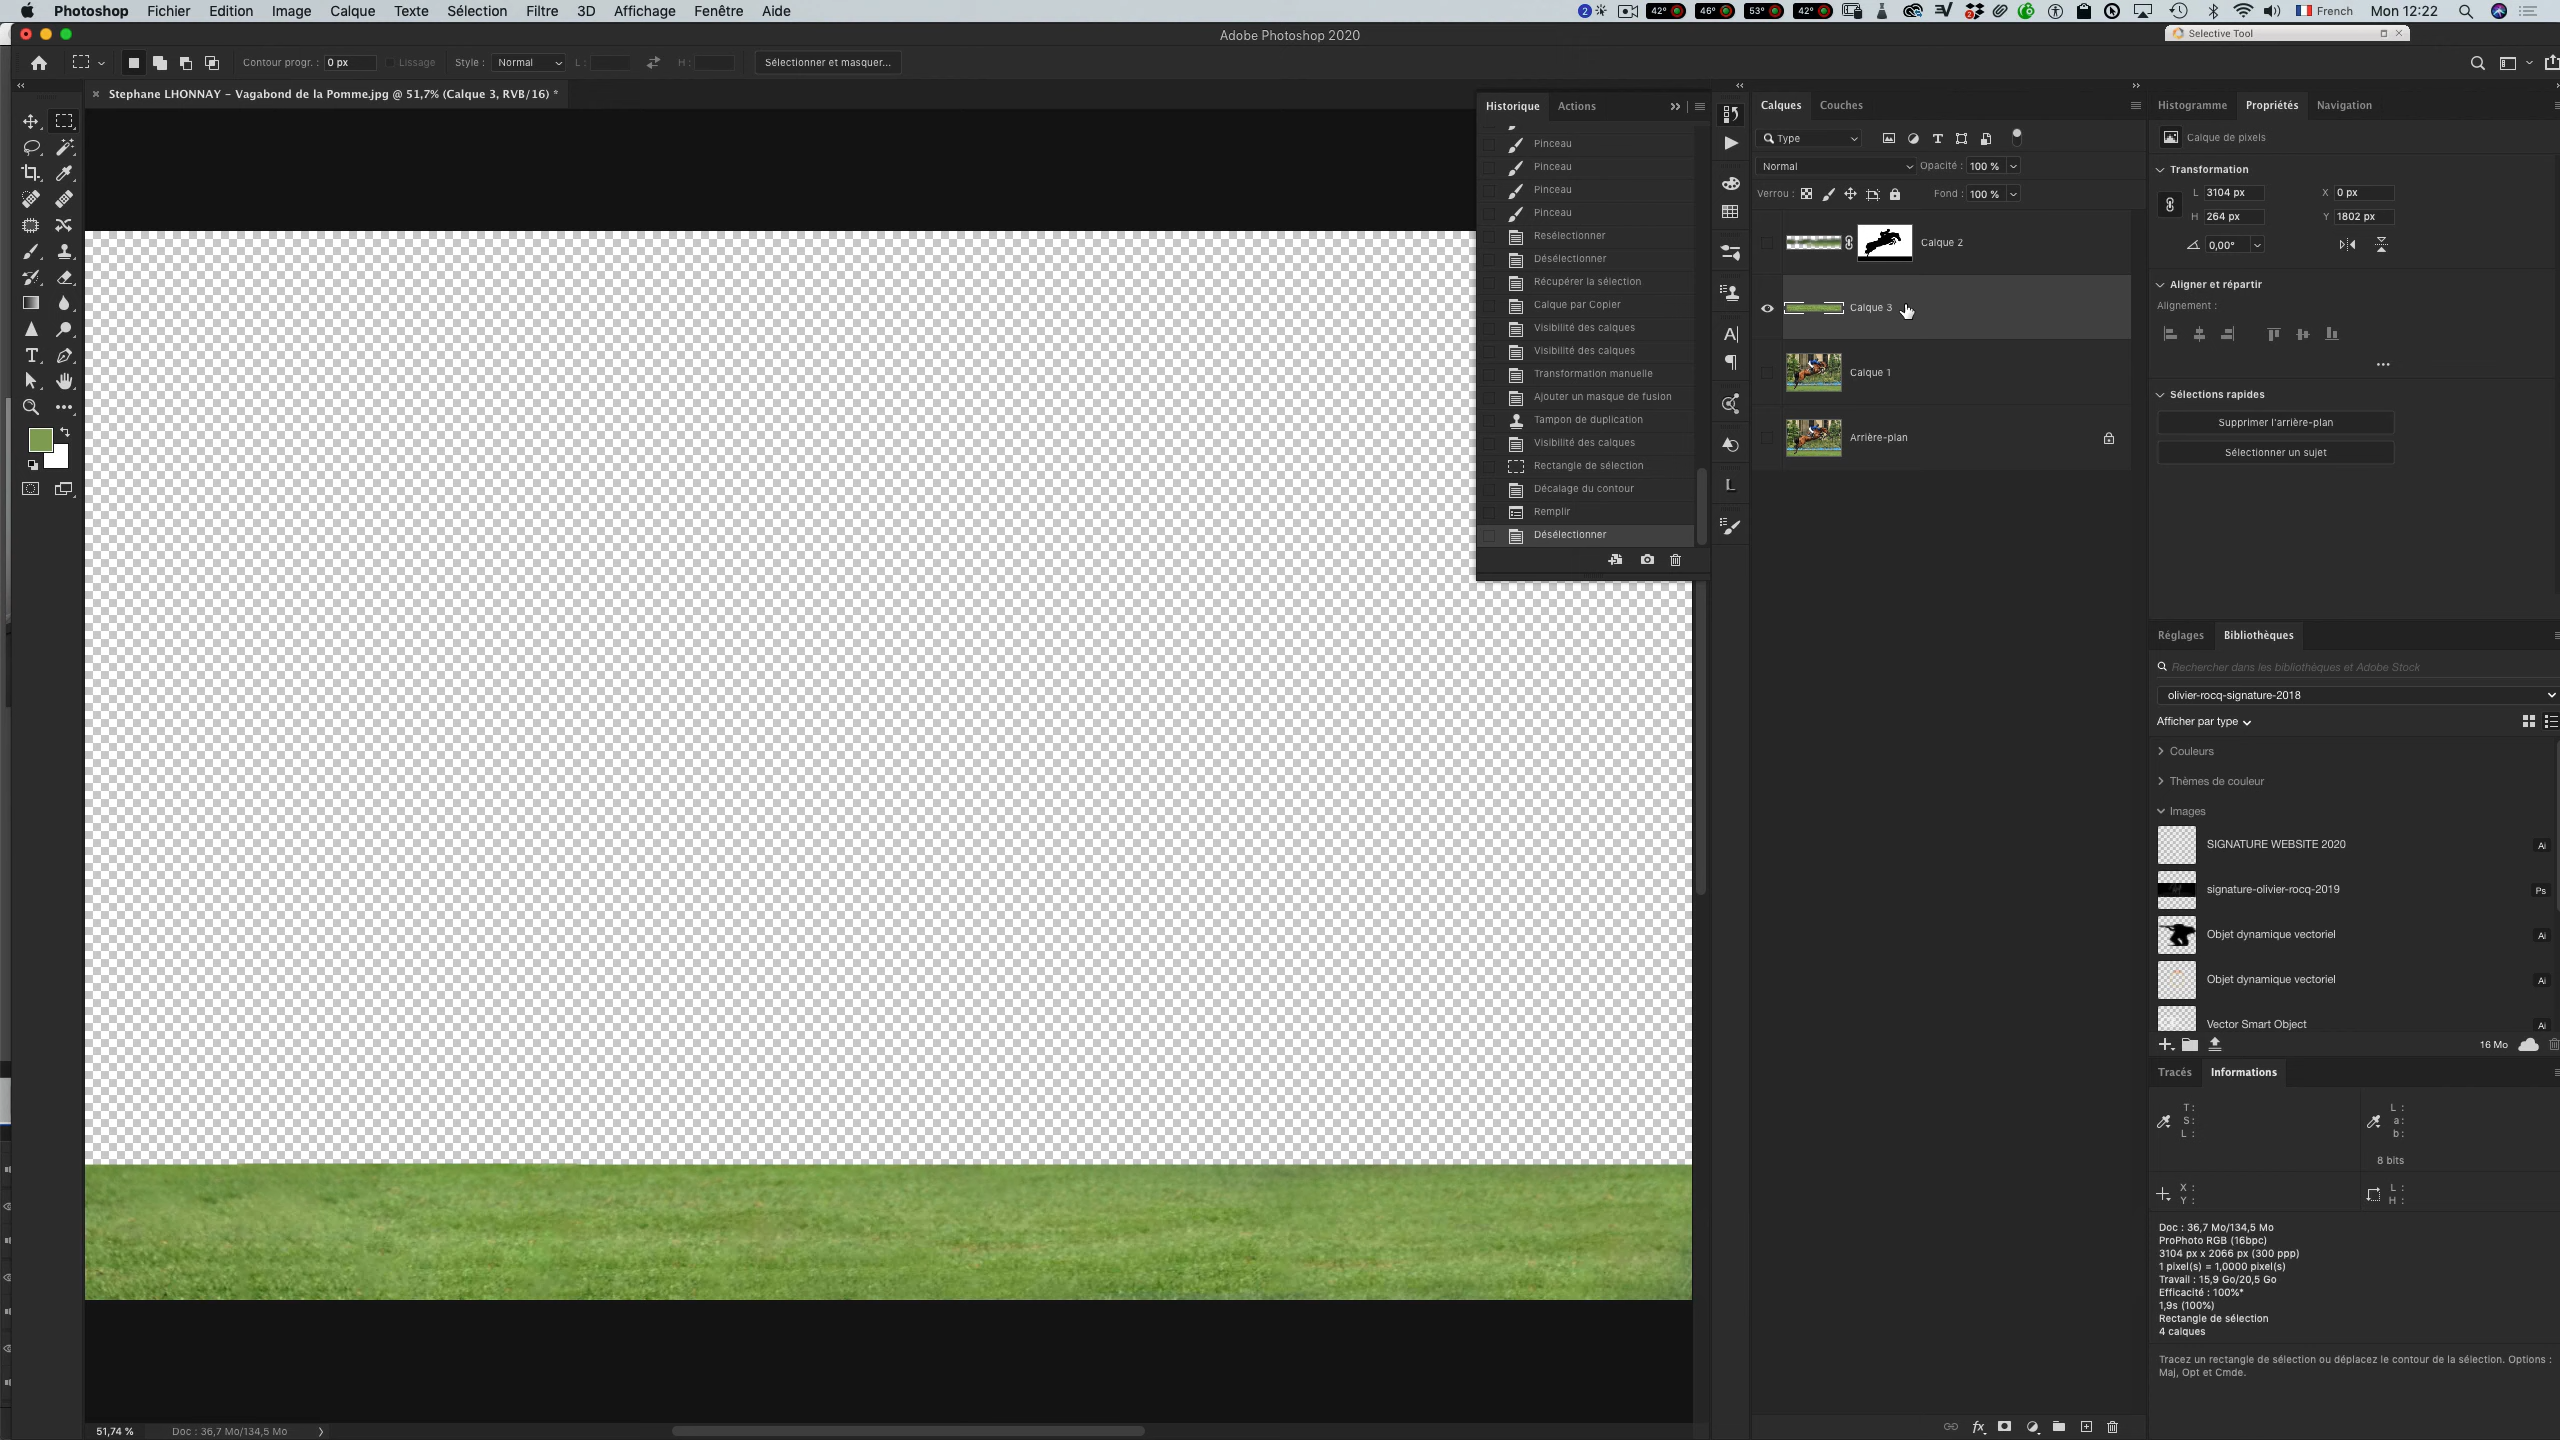 Photoshop Fichier Edition Image Calque Texte Sélection Filtre 3D Affichage Fenêtre Aide
2 42° 46° 53° 42° French Mon 12:22
Adobe Photoshop 2020
Selective Tool
Contour progr. : 0 px Lissage Style : Normal L : H : Sélectionner et masquer...
Stephane LHONNAY – Vagabond de la Pomme.jpg @ 51,7% (Calque 3, RVB/16) *
Historique Actions
Pinceau
Pinceau
Pinceau
Pinceau
Resélectionner
Désélectionner
Récupérer la sélection
Calque par Copier
Visibilité des calques
Visibilité des calques
Transformation manuelle
Ajouter un masque de fusion
Tampon de duplication
Visibilité des calques
Rectangle de sélection
Décalage du contour
Remplir
Désélectionner
Calques Couches
Type
Normal Opacité : 100 %
Verrou : Fond : 100 %
Calque 2
Calque 3
Calque 1
Arrière-plan
Histogramme Propriétés Navigation
Calque de pixels
Transformation
L 3104 px X 0 px
H 264 px Y 1802 px
0,00°
Aligner et répartir
Alignement :
Sélections rapides
Supprimer l'arrière-plan
Sélectionner un sujet
Réglages Bibliothèques
Rechercher dans les bibliothèques et Adobe Stock
olivier-rocq-signature-2018
Afficher par type
Couleurs
Thèmes de couleur
Images
SIGNATURE WEBSITE 2020 Ai
signature-olivier-rocq-2019 Ps
Objet dynamique vectoriel Ai
Objet dynamique vectoriel Ai
Vector Smart Object Ai
16 Mo
Tracés Informations
T : L :
S : a :
L : b :
8 bits
X : L :
Y : H :
Doc : 36,7 Mo/134,5 Mo
ProPhoto RGB (16bpc)
3104 px x 2066 px (300 ppp)
1 pixel(s) = 1,0000 pixel(s)
Travail : 15,9 Go/20,5 Go
Efficacité : 100%*
1,9s (100%)
Rectangle de sélection
4 calques
Tracez un rectangle de sélection ou déplacez le contour de la sélection. Options :
Maj, Opt et Cmde.
51,74 % Doc : 36,7 Mo/134,5 Mo